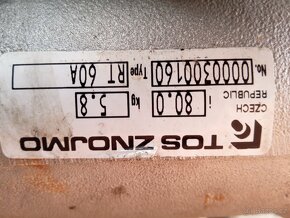 TOS ZNOJMO
CZECH
REPUBLIC
i 80.0
kg 5.8
No. 0000300160
Type RT 60A